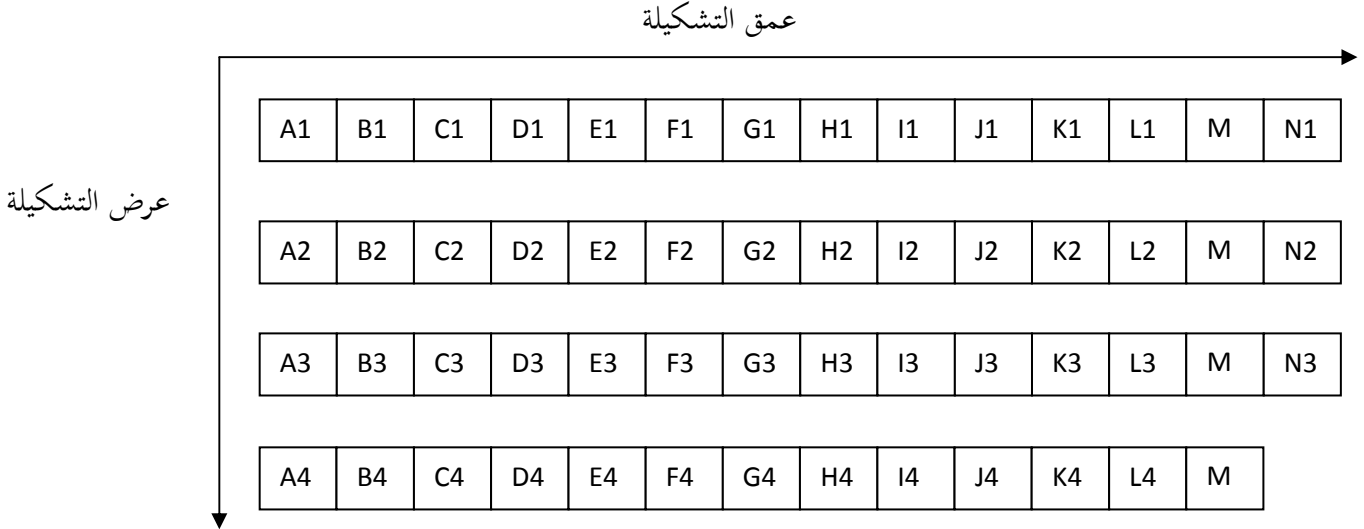 عمق التشكيلة
A1 B1 C1 D1 E1 F1 G1 H1 I1 J1 K1 L1 M N1
عرض التشكيلة
A2 B2 C2 D2 E2 F2 G2 H2 I2 J2 K2 L2 M N2
A3 B3 C3 D3 E3 F3 G3 H3 I3 J3 K3 L3 M N3
A4 B4 C4 D4 E4 F4 G4 H4 I4 J4 K4 L4 M